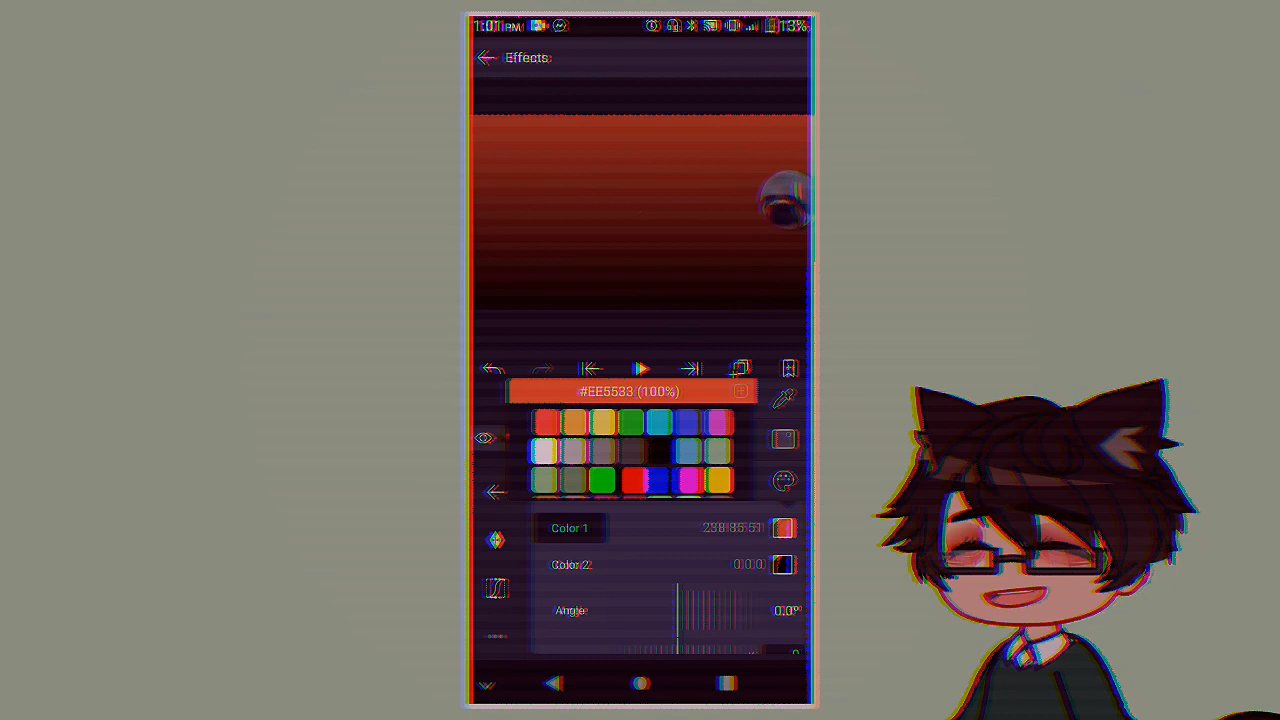 1:01 PM 13%
Effects
#EE5533 (100%)
Color 1 238 85 51
Color 2 0 0 0
Angle 0.0°